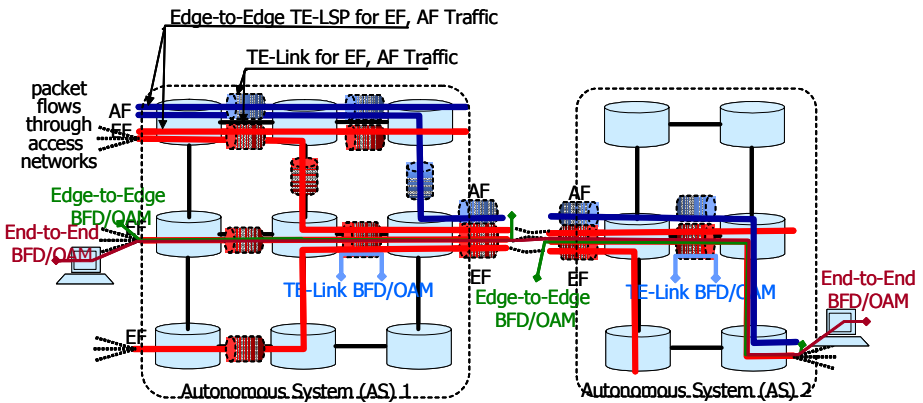 Edge-to-Edge TE-LSP for EF, AF Traffic
TE-Link for EF, AF Traffic
packet
flows
through
access
networks
AF
EF
Edge-to-Edge
BFD/OAM
EF
End-to-End
BFD/OAM
TE-Link BFD/OAM
EF
Autonomous System (AS) 1
AF
EF
AF
EF
Edge-to-Edge
BFD/OAM
TE-Link BFD/OAM
End-to-End
BFD/OAM
Autonomous System (AS) 2